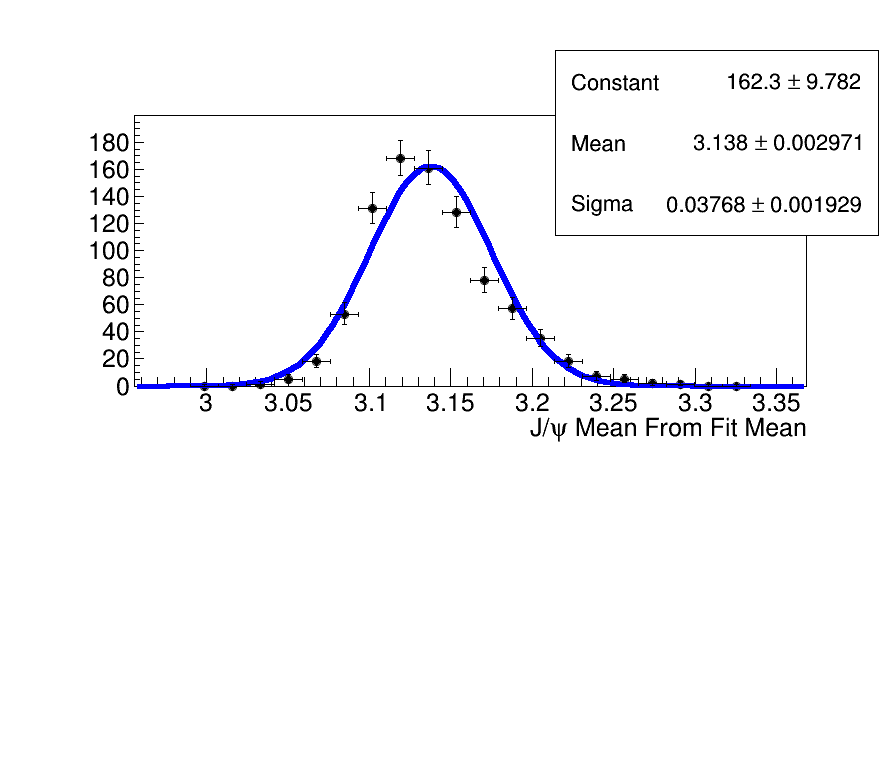 Constant 162.3 ± 9.782
Mean 3.138 ± 0.002971
Sigma 0.03768 ± 0.001929
180
160
140
120
100
80
60
40
20
0
3 3.05 3.1 3.15 3.2 3.25 3.3 3.35
J/ψ Mean From Fit Mean